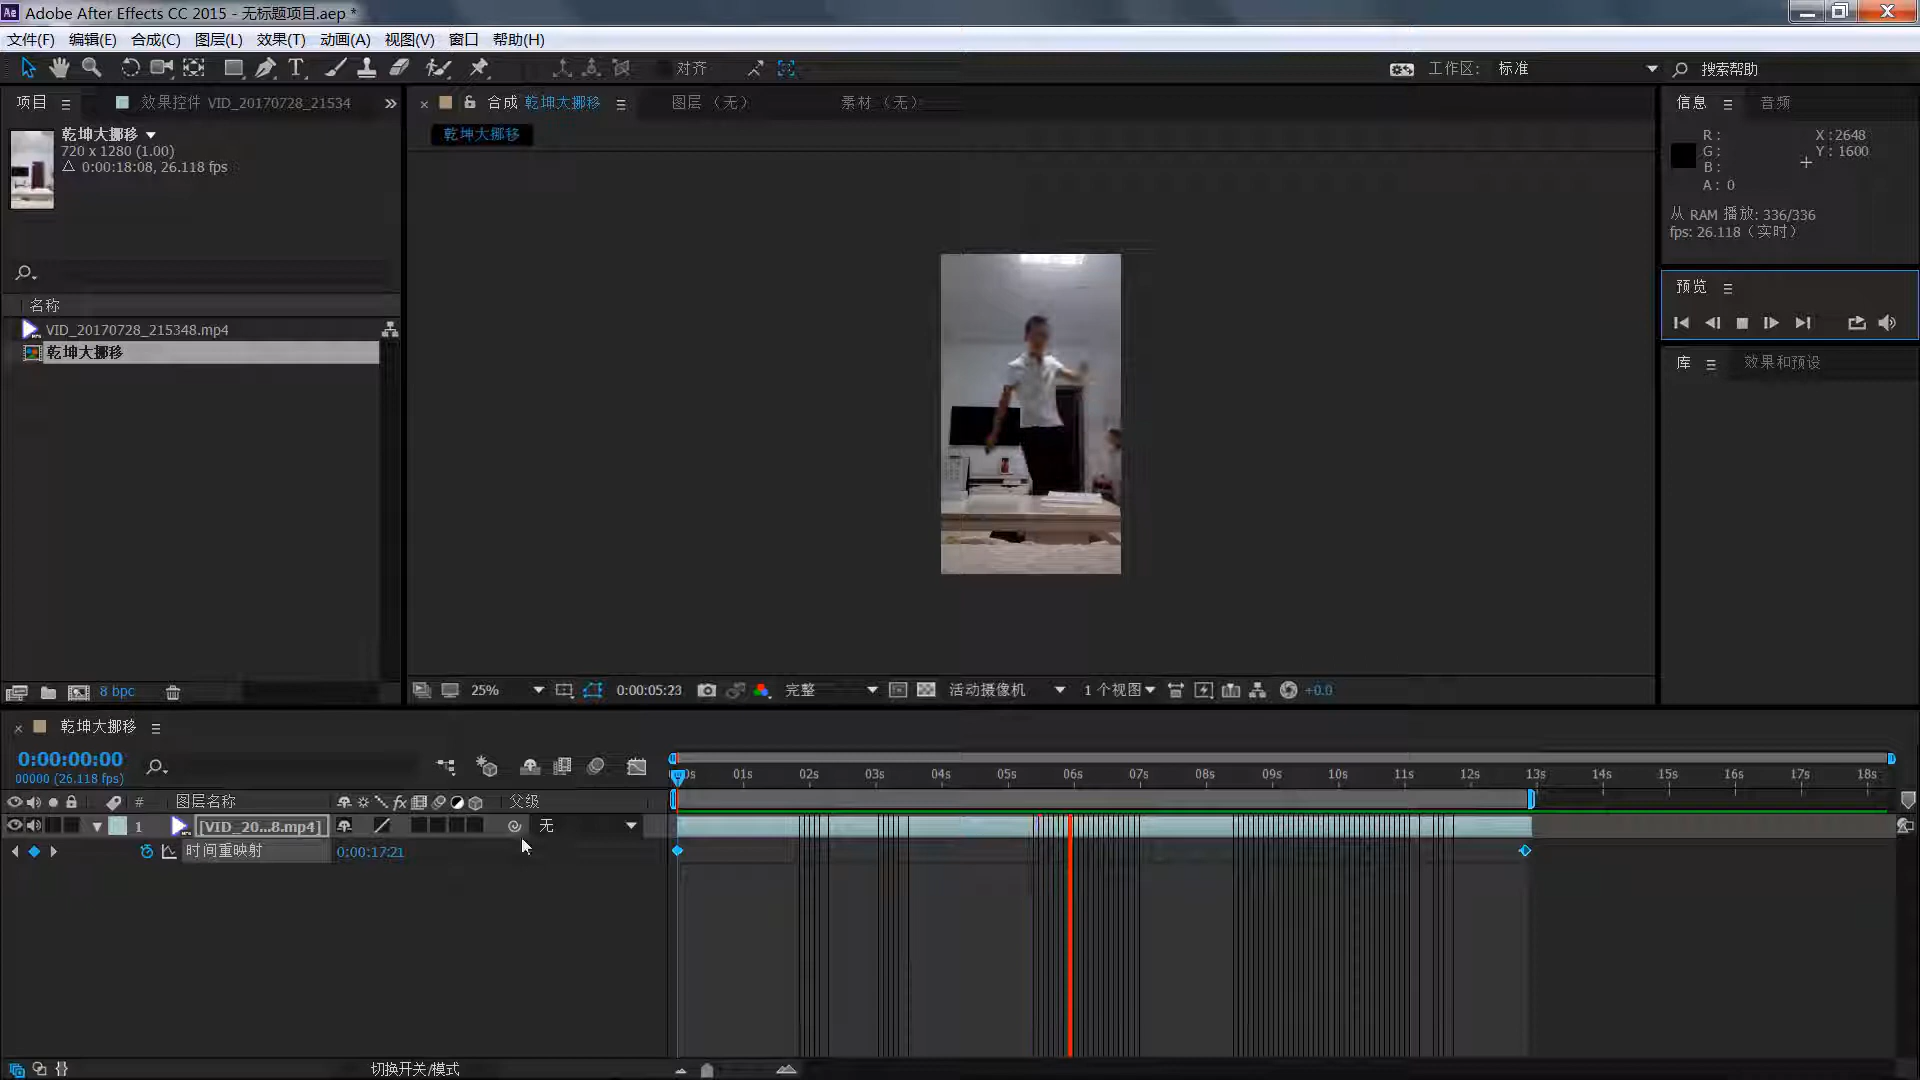 Ae Adobe After Effects CC 2015 - 无标题项目.aep *
文件(F) 编辑(E) 合成(C) 图层(L) 效果(T) 动画(A) 视图(V) 窗口 帮助(H)
T 对齐 工作区: 标准 搜索帮助
项目 效果控件 VID_20170728_21534
合成 乾坤大挪移 图层 (无) 素材 (无)
信息 音频
乾坤大挪移
乾坤大挪移
720 x 1280 (1.00)
Δ 0:00:18:08, 26.118 fps
R :
G :
B :
A : 0
X : 2648
Y : 1600
从 RAM 播放: 336/336
fps: 26.118 (实时)
预览
库 效果和预设
名称
VID_20170728_215348.mp4
乾坤大挪移
8 bpc
25% 0:00:05:23 完整 活动摄像机 1 个视图 +0.0
乾坤大挪移
0:00:00:00
00000 (26.118 fps)
01s 02s 03s 04s 05s 06s 07s 08s 09s 10s 11s 12s 13s 14s 15s 16s 17s 18s
# 图层名称 fx 父级
1 [VID_20...8.mp4] 无
时间重映射 0:00:17:21
切换开关/模式